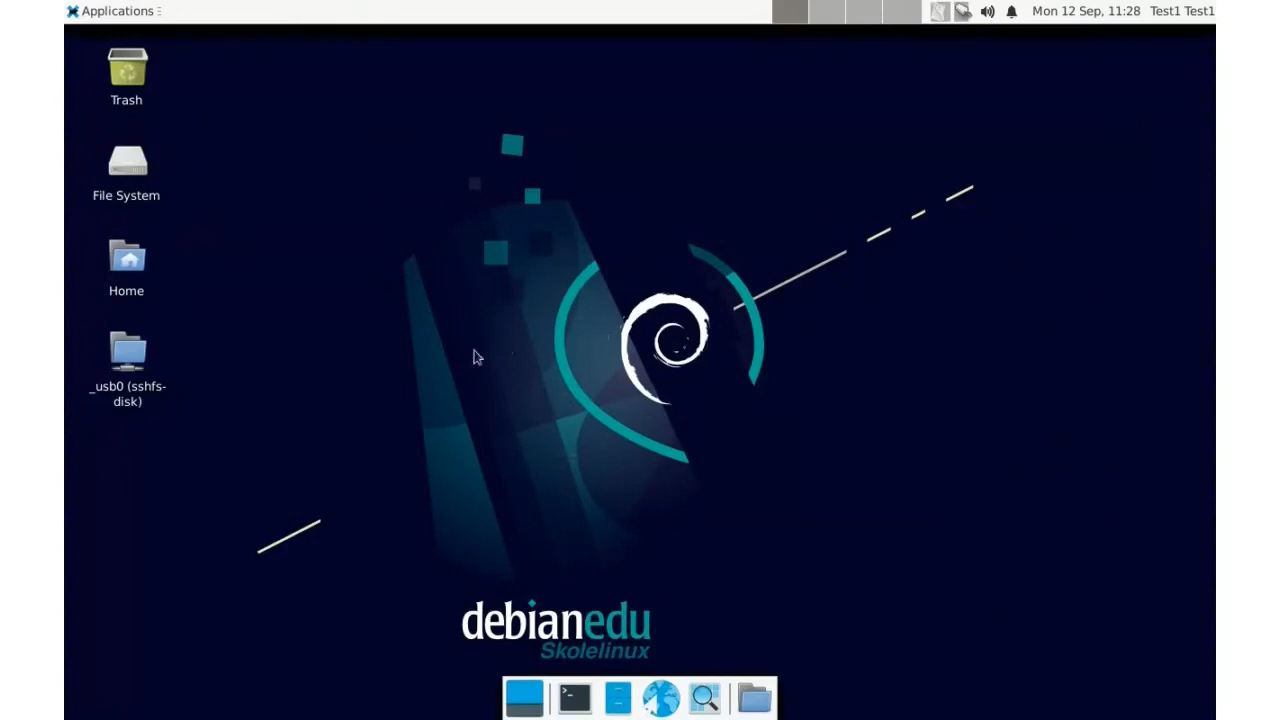 Applications
Mon 12 Sep, 11:28
Test1 Test1
Trash
File System
Home
_usb0 (sshfs-
disk)
debianedu
Skolelinux
>_